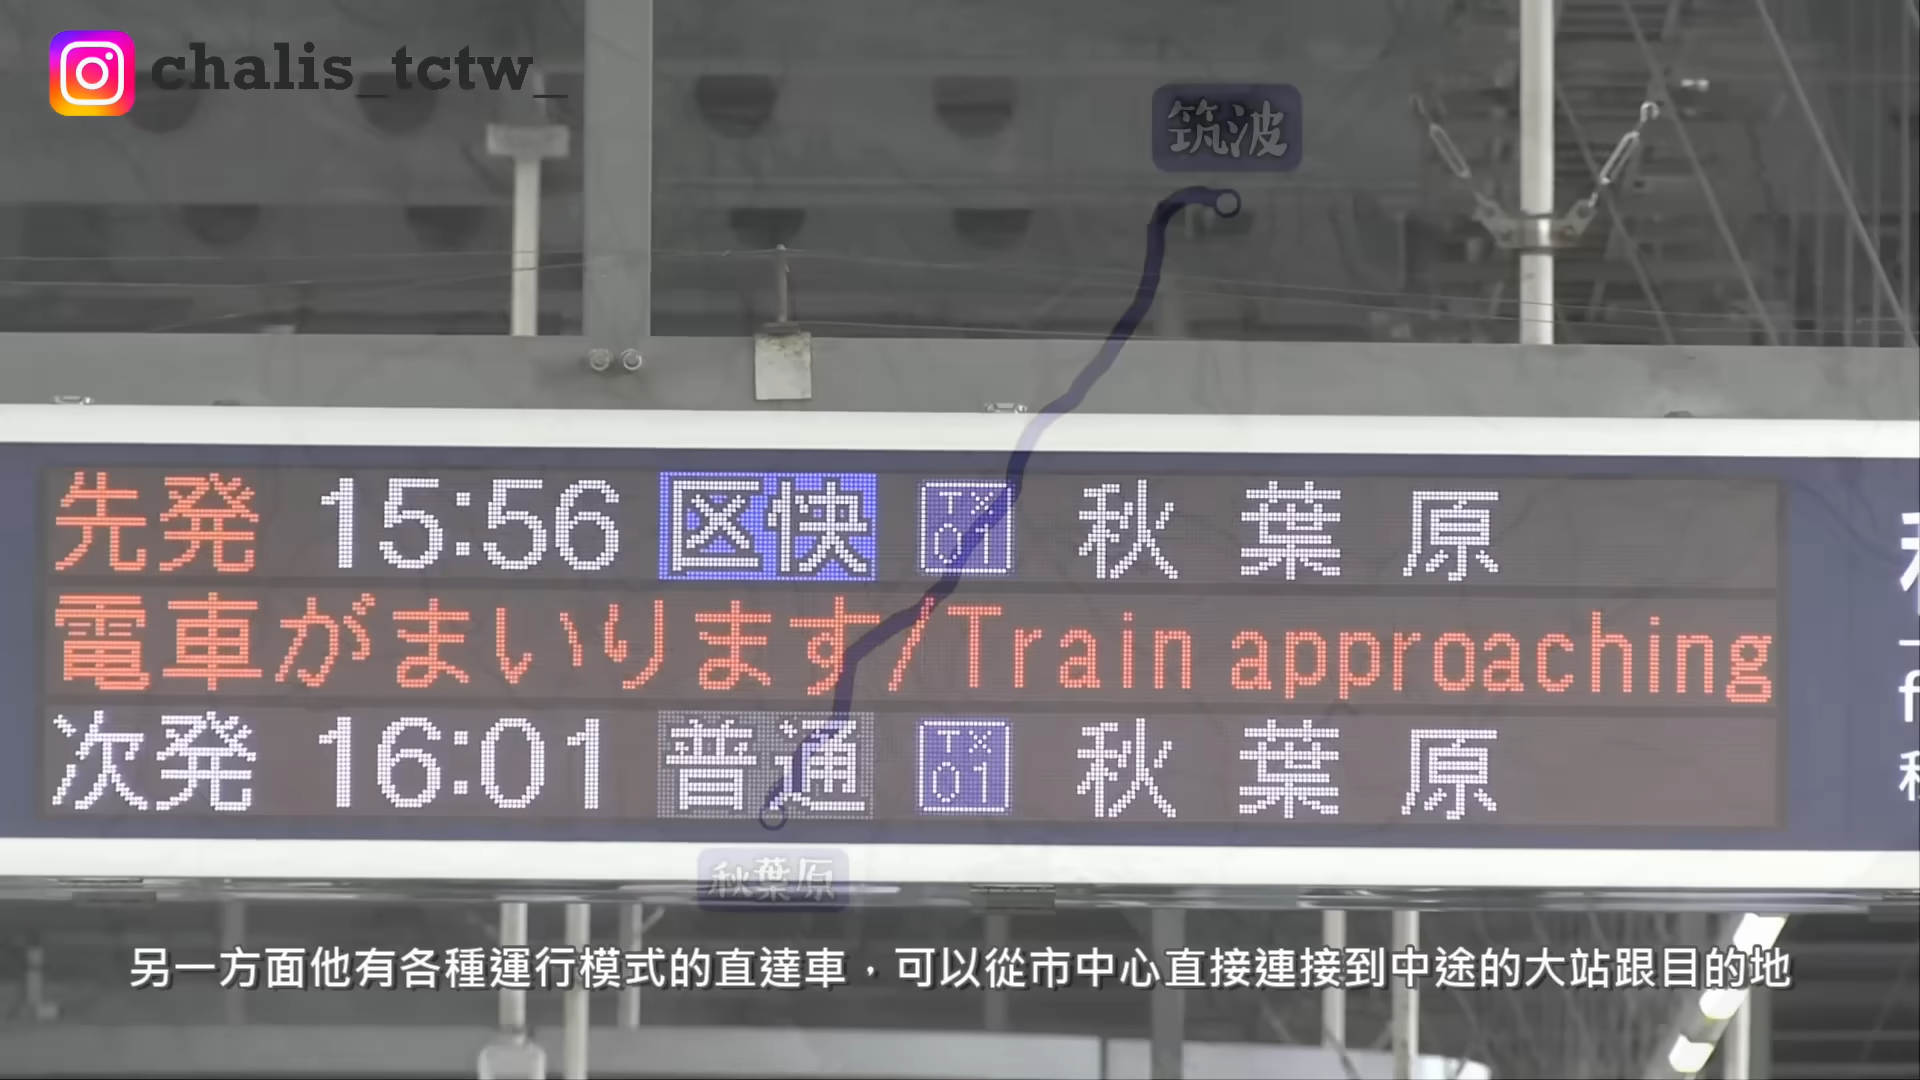 chalis_tctw_
筑波
先発 15:56 区快 TX 01 秋葉原
電車がまいります/Train approaching
次発 16:01 普通 TX 01 秋葉原
秋葉原
另一方面他有各種運行模式的直達車，可以從市中心直接連接到中途的大站跟目的地